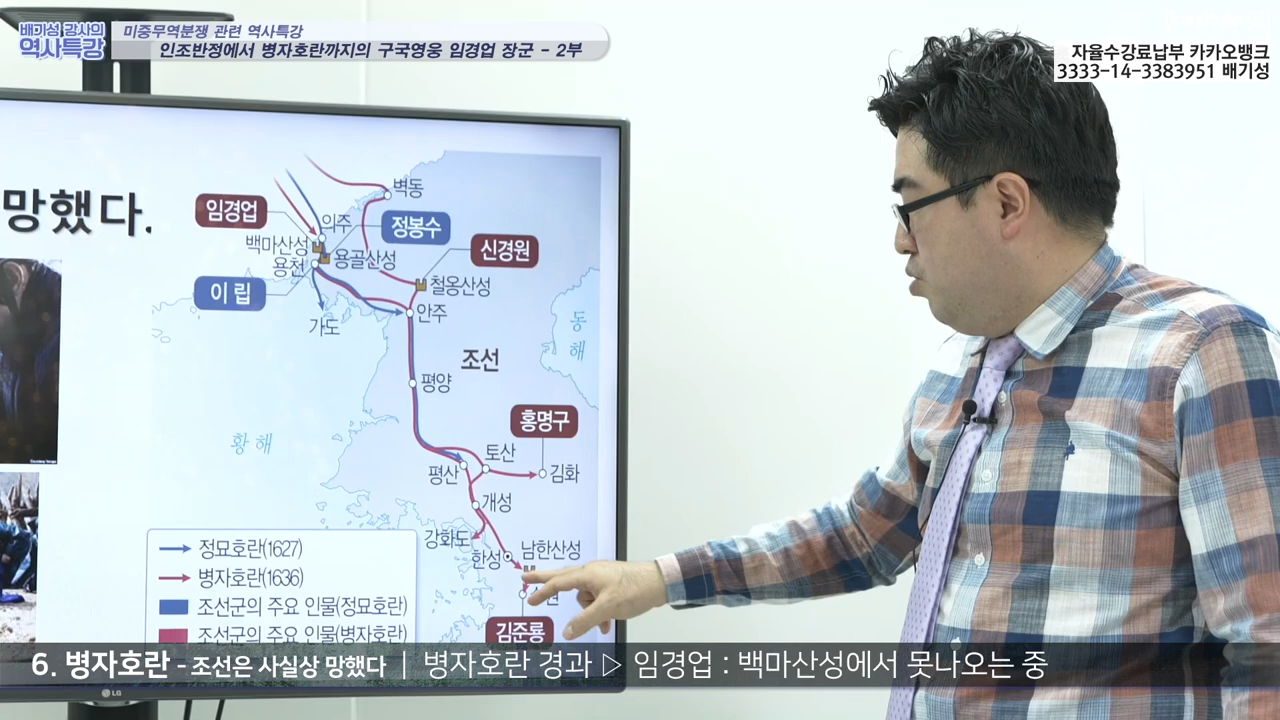 배기성 강사의
역사특강
미중무역분쟁 관련 역사특강
인조반정에서 병자호란까지의 구국영웅 임경업 장군 - 2부
자율수강료납부 카카오뱅크
3333-14-3383951 배기성
망했다.
벽동
임경업
의주
정봉수
백마산성
용천
용골산성
신경원
이 립
철옹산성
가도
안주
동해
조선
평양
홍명구
황해
토산
평산
김화
개성
강화도
한성
남한산성
김준룡
정묘호란(1627)
병자호란(1636)
조선군의 주요 인물(정묘호란)
조선군의 주요 인물(병자호란)
6. 병자호란 - 조선은 사실상 망했다 | 병자호란 경과 ▷ 임경업 : 백마산성에서 못나오는 중
LG